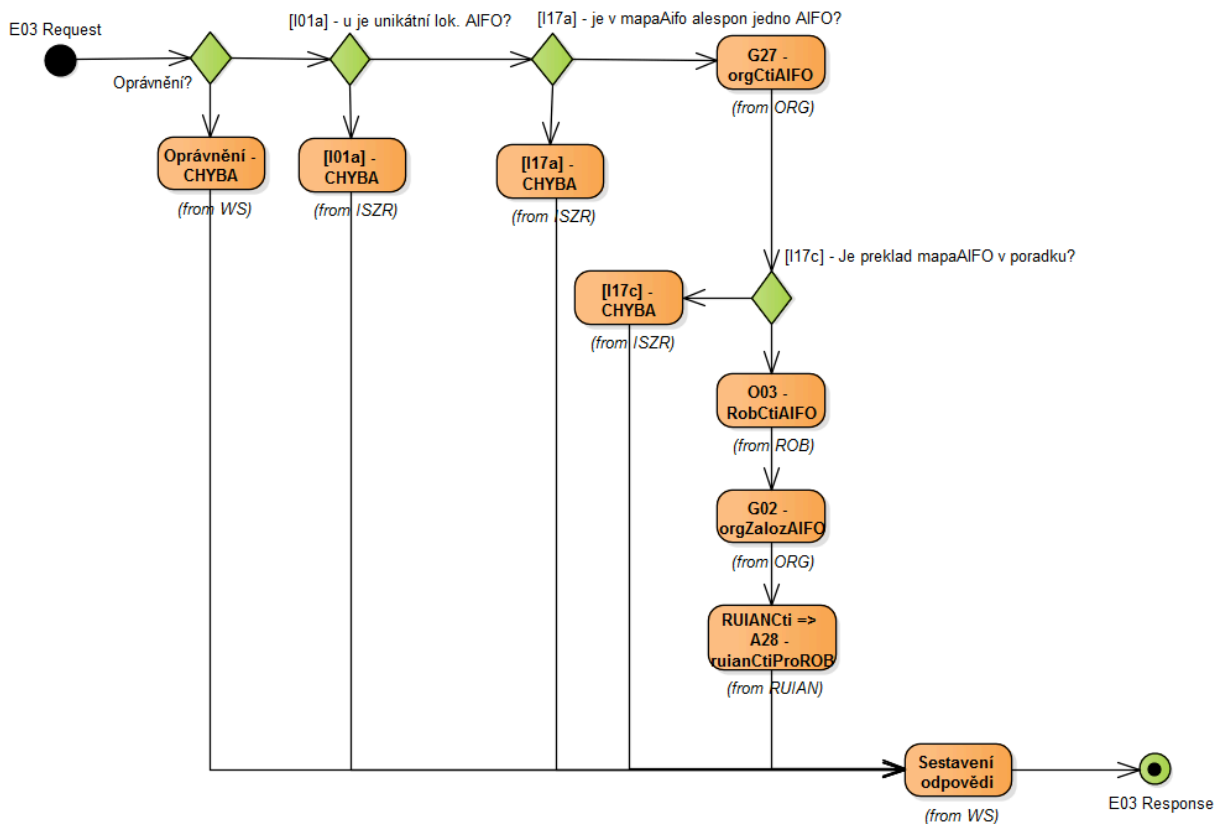 [I01a] - u je unikátní lok. AIFO?
[I17a] - je v mapaAifo alespon jedno AIFO?
E03 Request
Oprávnění?
G27 -
orgCtiAIFO
(from ORG)
Oprávnění -
CHYBA
(from WS)
[I01a] -
CHYBA
(from ISZR)
[I17a] -
CHYBA
(from ISZR)
[I17c] - Je preklad mapaAIFO v poradku?
[I17c] -
CHYBA
(from ISZR)
O03 -
RobCtiAIFO
(from ROB)
G02 -
orgZalozAIFO
(from ORG)
RUIANCti =>
A28 -
ruianCtiProROB
(from RUIAN)
Sestavení
odpovědi
(from WS)
E03 Response